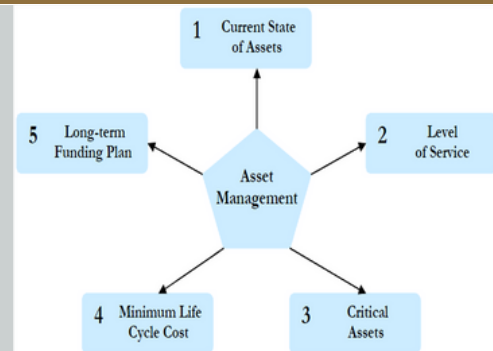 1 Current State
of Assets
5 Long-term
Funding Plan
2 Level
of Service
Asset
Management
4 Minimum Life
Cycle Cost
3 Critical
Assets